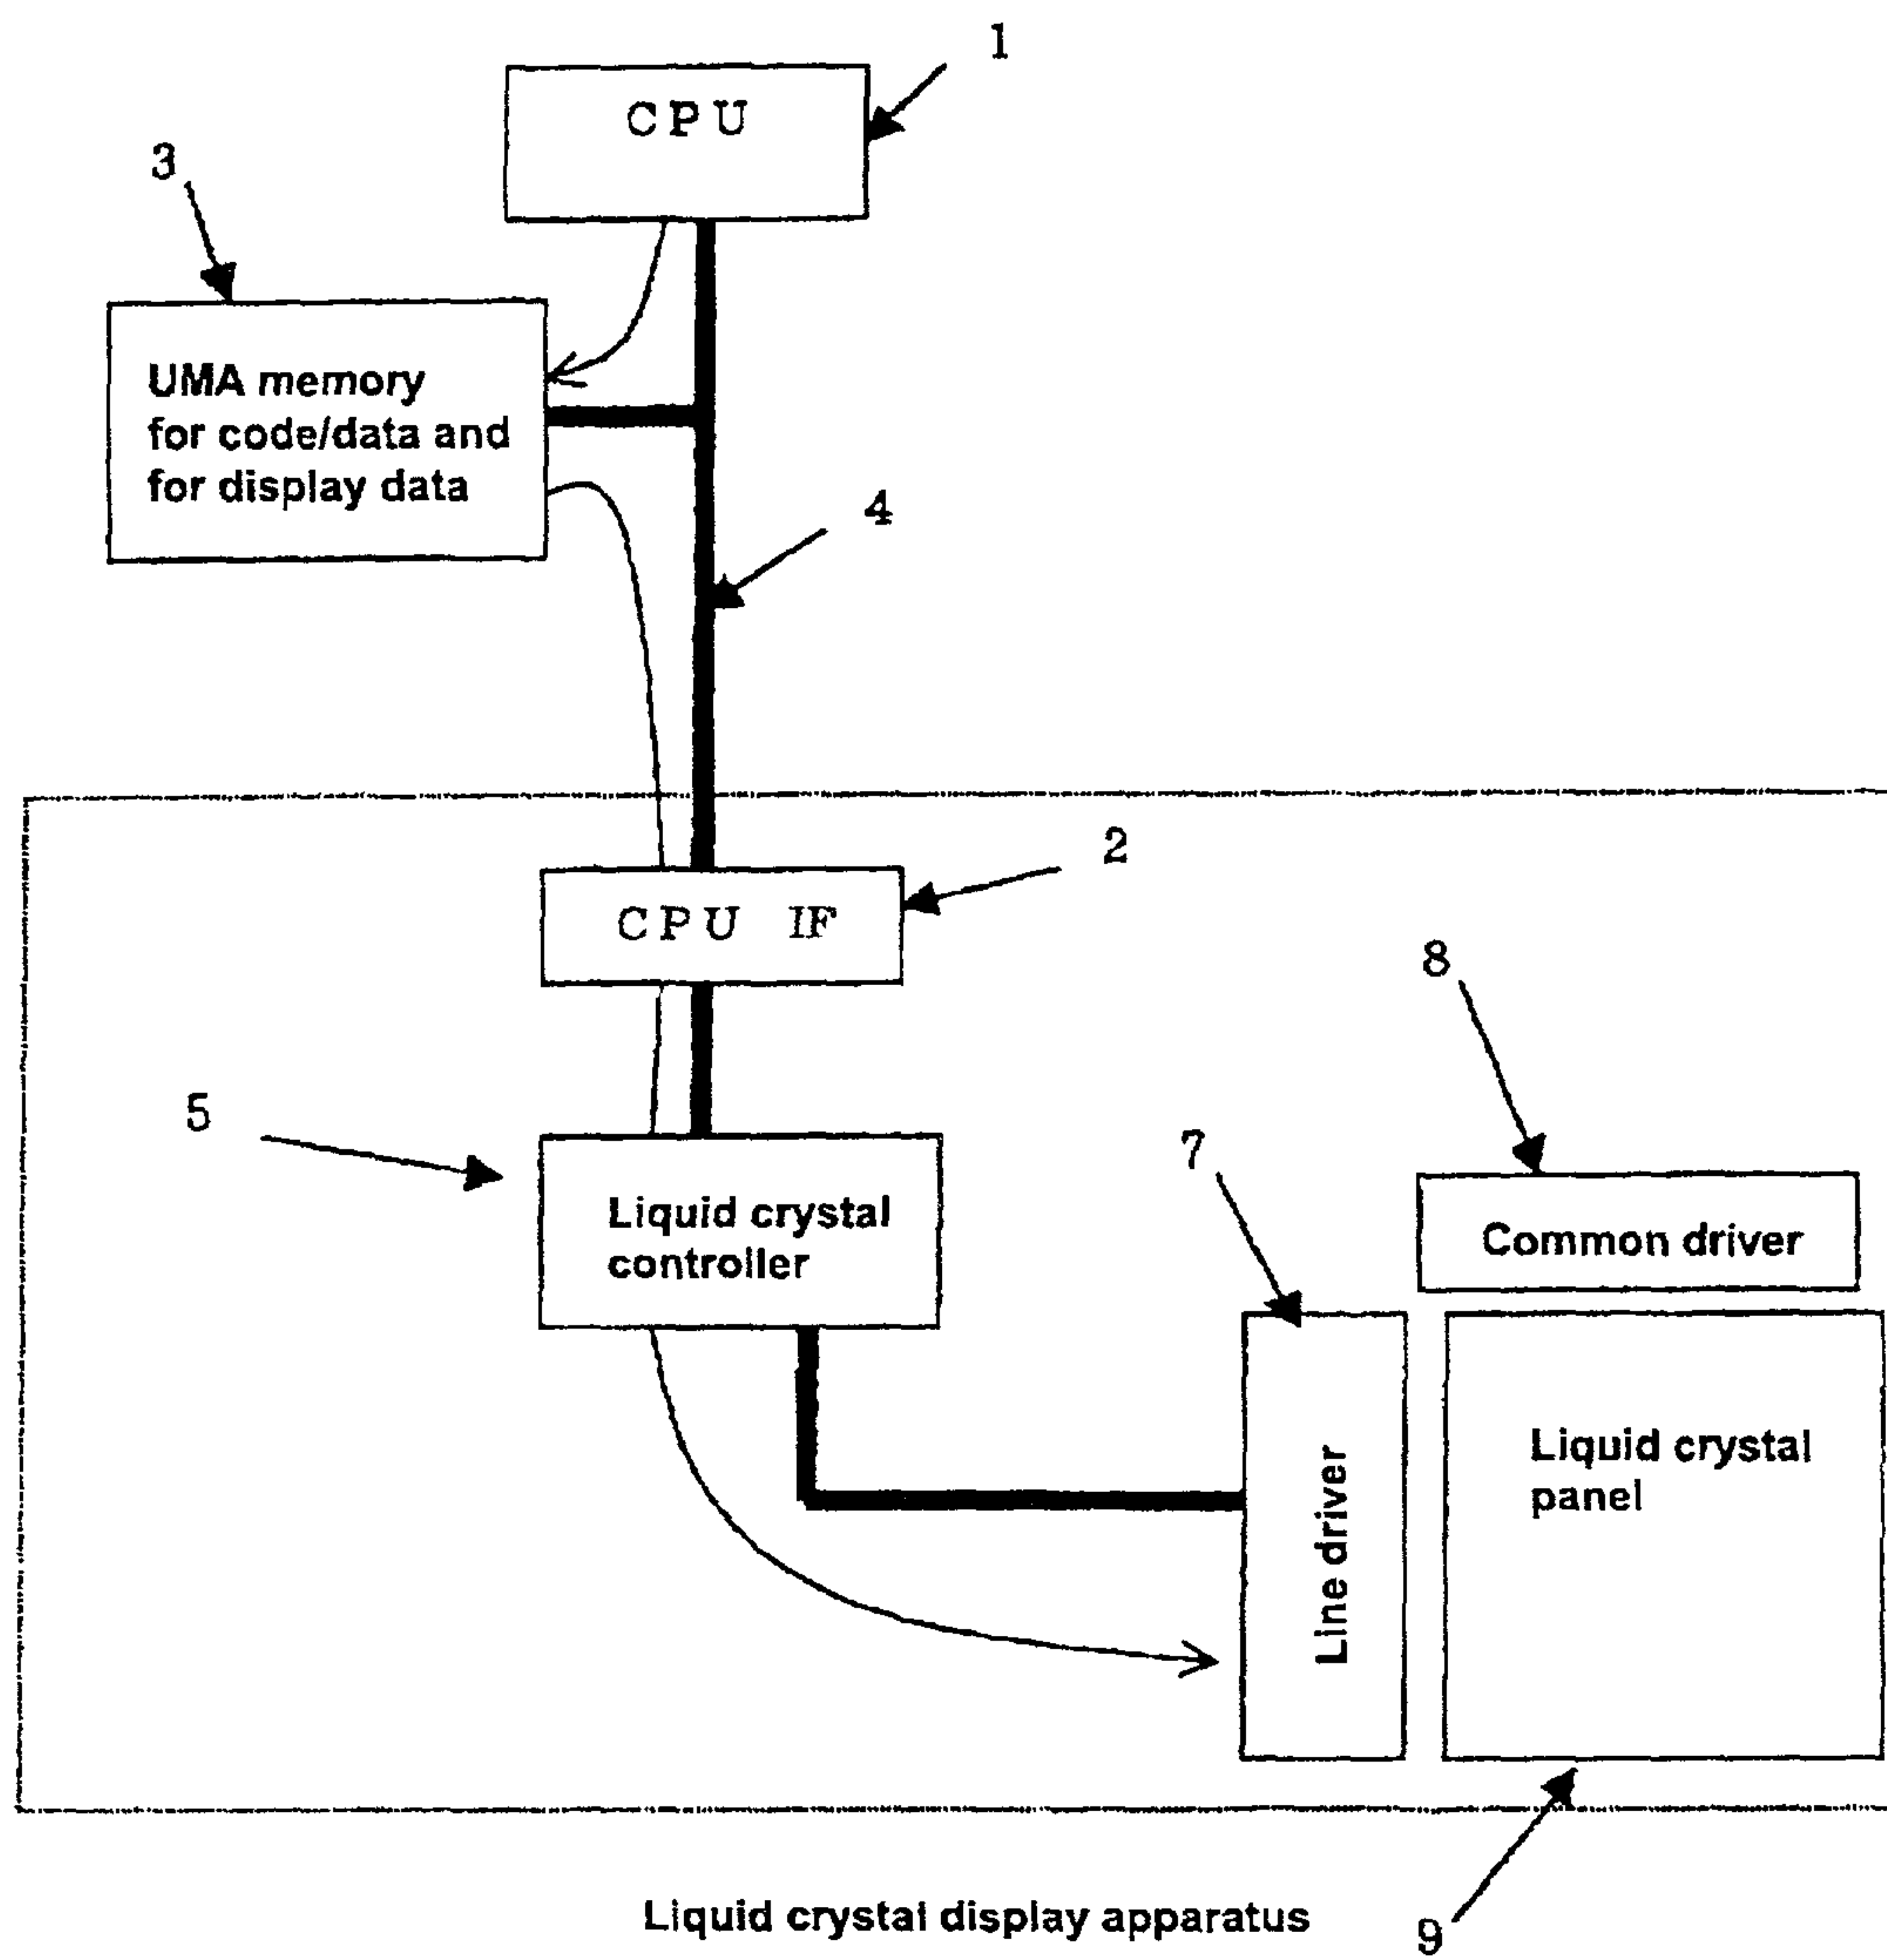 1
CPU
3
UMA memory
for code/data and
for display data
4
2
CPU IF
8
5
7
Liquid crystal
controller
Common driver
Line driver
Liquid crystal
panel
Liquid crystal display apparatus
9